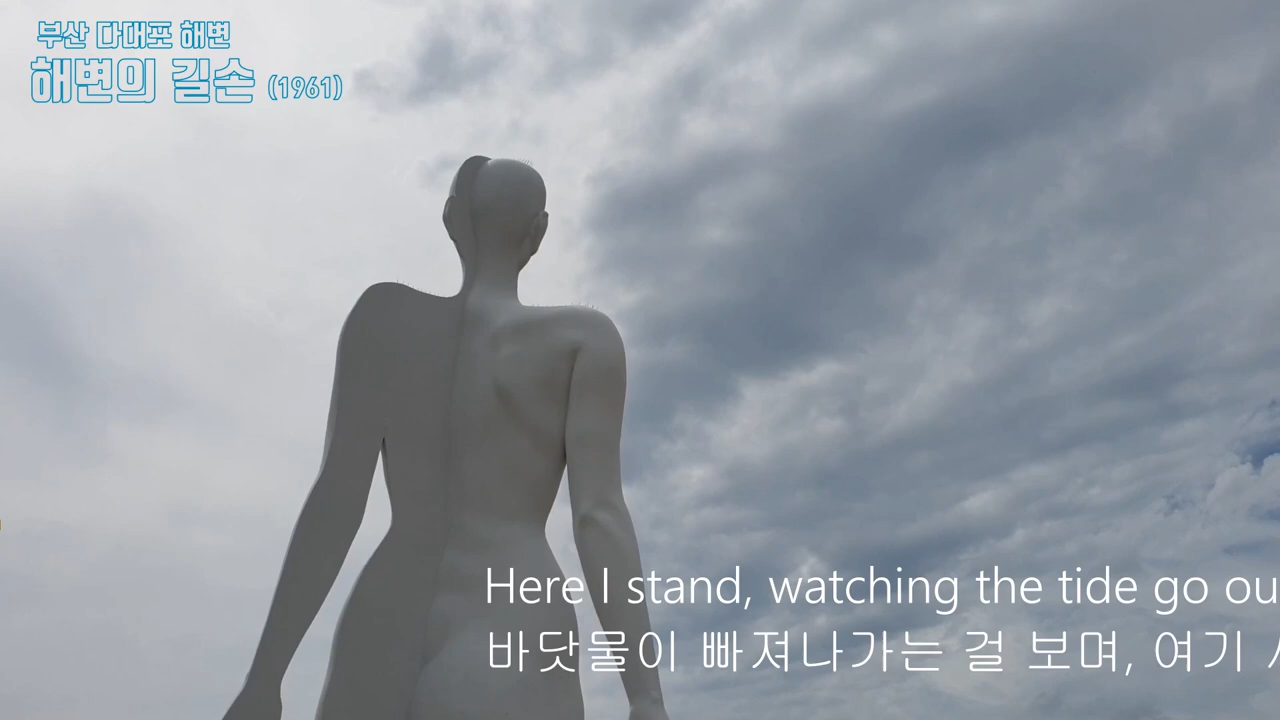 부산 다대포 해변
해변의 길손 (1961)
Here I stand, watching the tide go
바닷물이 빠져나가는 걸 보며, 여기